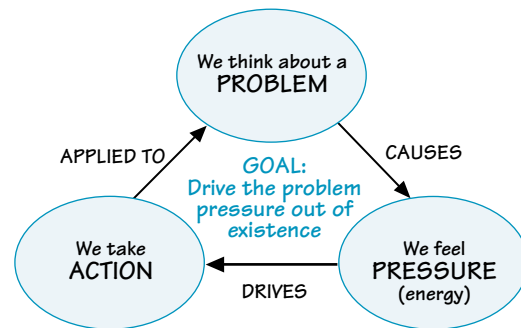 We think about a
PROBLEM
APPLIED TO
CAUSES
GOAL:
Drive the problem
pressure out of
existence
We take
ACTION
We feel
PRESSURE
(energy)
DRIVES